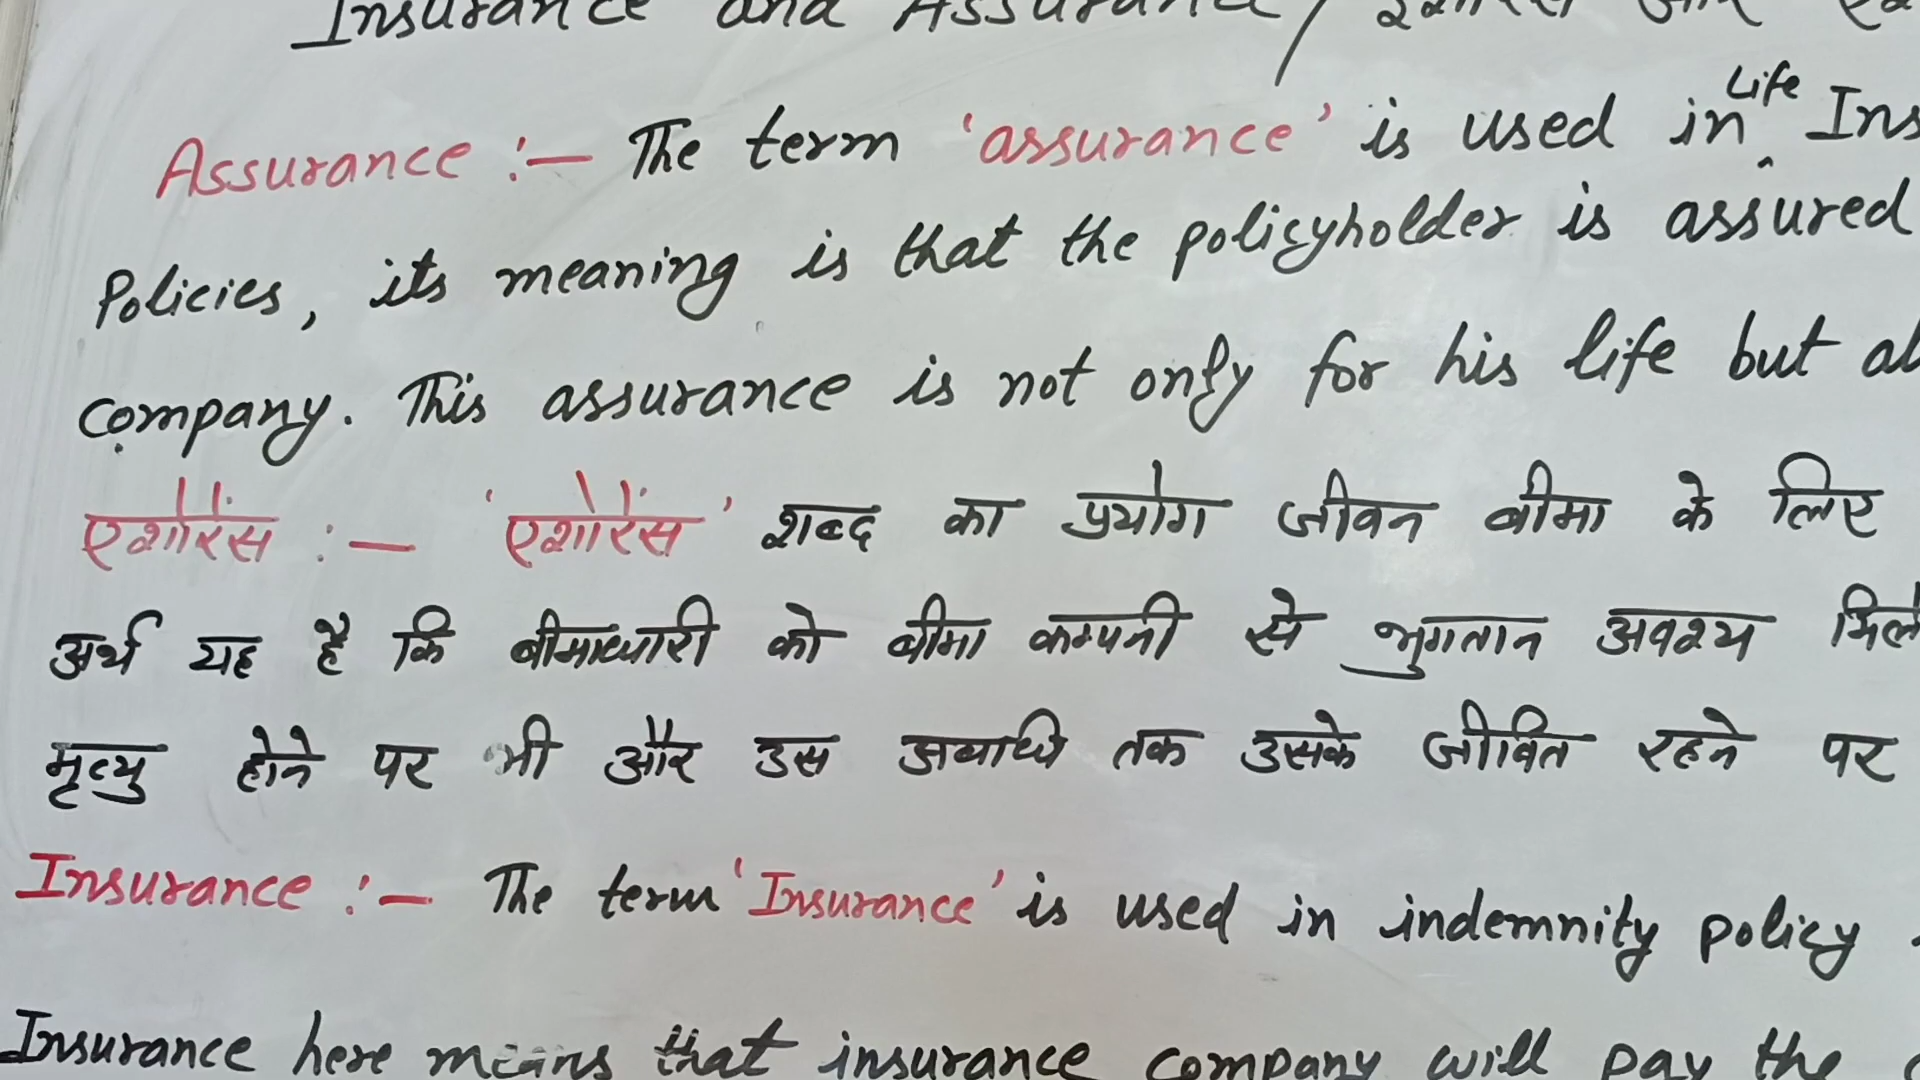 Insurance and Assurance / इंशोरेंस और
Assurance :— The term 'assurance' is used in Life Ins
Policies, its meaning is that the policyholder is assured
company. This assurance is not only for his life but al
एशोरेंस :— 'एशोरेंस' शब्द का प्रयोग जीवन बीमा के लिए
अर्थ यह है कि बीमाधारी को बीमा कम्पनी से भुगतान अवश्य मिले
मृत्यु होने पर भी और उस अवाधि तक उसके जीवित रहने पर
Insurance :— The term 'Insurance' is used in indemnity policy
Insurance here means that insurance company will pay the